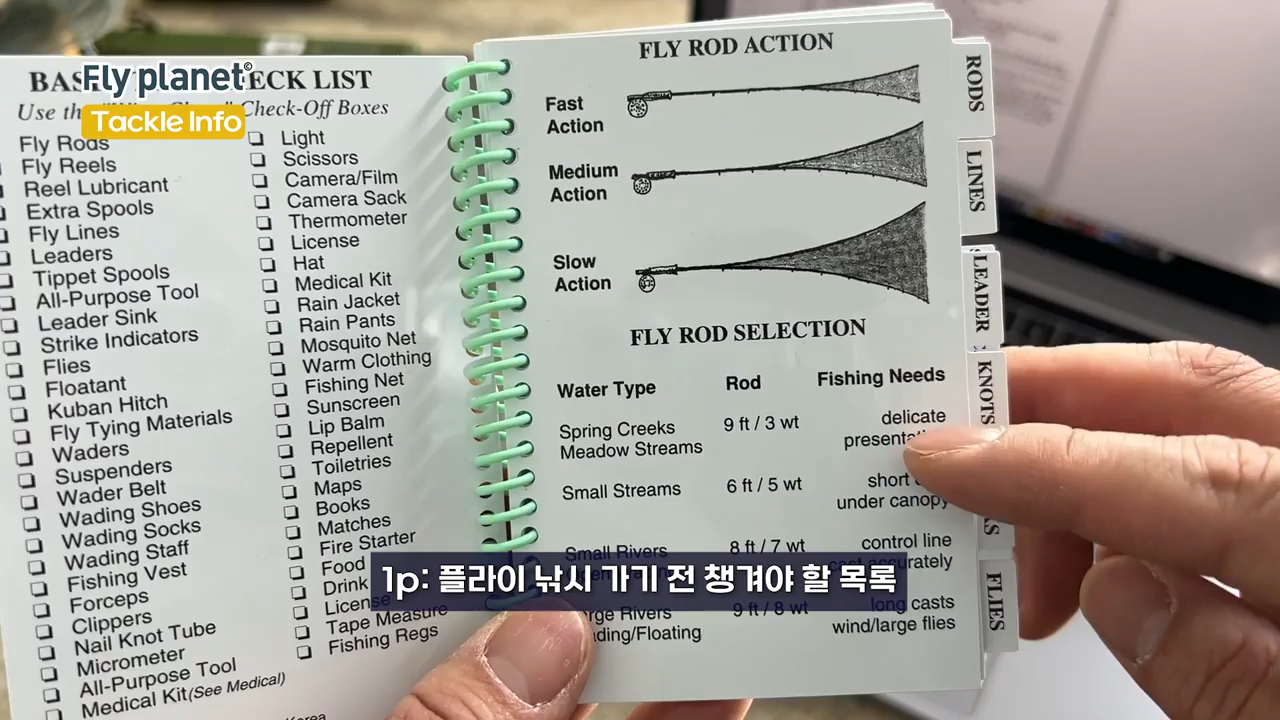 Fly planet©
Tackle Info
CHECK LIST
Use the Check-Off Boxes
Fly Rods
Fly Reels
Reel Lubricant
Extra Spools
Fly Lines
Leaders
Tippet Spools
All-Purpose Tool
Leader Sink
Strike Indicators
Flies
Floatant
Kuban Hitch
Fly Tying Materials
Waders
Suspenders
Wader Belt
Wading Shoes
Wading Socks
Wading Staff
Fishing Vest
Forceps
Clippers
Nail Knot Tube
Micrometer
All-Purpose Tool
Medical Kit (See Medical)
Korea
Light
Scissors
Camera/Film
Camera Sack
Thermometer
License
Hat
Medical Kit
Rain Jacket
Rain Pants
Mosquito Net
Warm Clothing
Fishing Net
Sunscreen
Lip Balm
Repellent
Toiletries
Maps
Books
Matches
Fire Starter
Food
Drink
License
Tape Measure
Fishing Regs
FLY ROD ACTION
Fast
Action
Medium
Action
Slow
Action
FLY ROD SELECTION
Water Type Rod Fishing Needs
Spring Creeks 9 ft / 3 wt delicate
Meadow Streams
Small Streams 6 ft / 5 wt short
under canopy
Small Rivers 8 ft / 7 wt control line
cast accurately
Rivers 9 ft / 8 wt long casts
wind/large flies
RODS
LINES
LEADER
KNOTS
FLIES
1p: 플라이 낚시 가기 전 챙겨야 할 목록